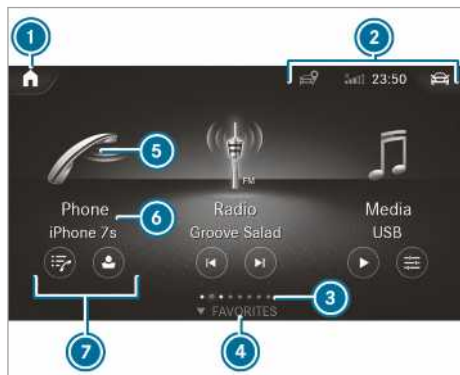 1
2
23:50
5
FM
6
Phone
Radio
Media
iPhone 7s
Groove Salad
USB
3
FAVORITES
7
4